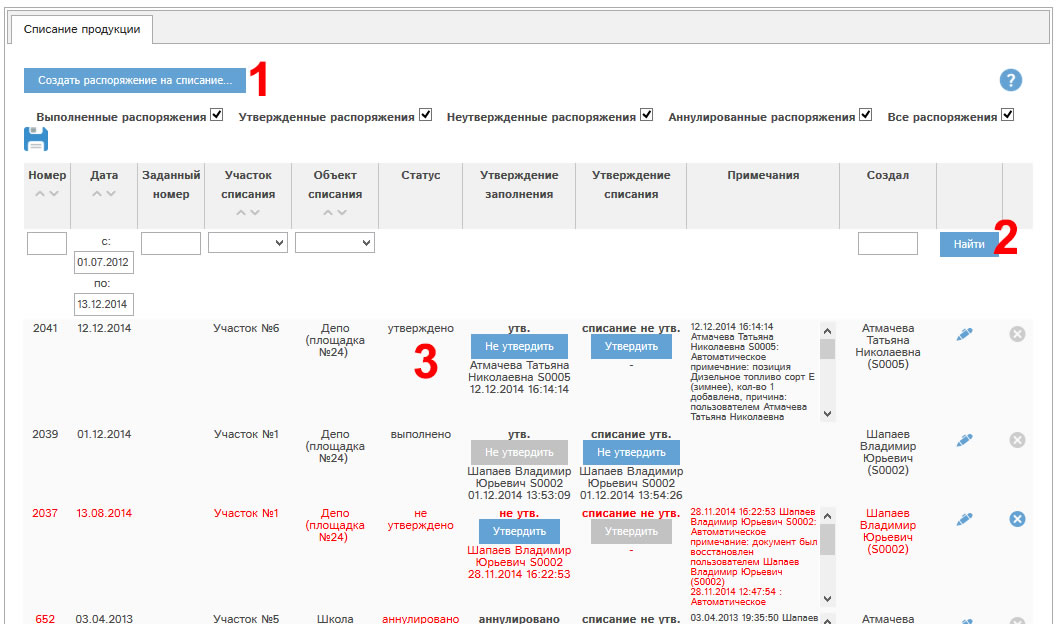 Списание продукции
Создать распоряжение на списание...
1
?
Выполненные распоряжения Утвержденные распоряжения Неутвержденные распоряжения Аннулированные распоряжения Все распоряжения
Номер Дата Заданный номер Участок списания Объект списания Статус Утверждение заполнения Утверждение списания Примечания Создал
с:
01.07.2012
по:
13.12.2014
Найти
2
2041
12.12.2014
Участок №6
Депо
(площадка
№24)
утверждено
3
утв.
Не утвердить
Атмачева Татьяна
Николаевна S0005
12.12.2014 16:14:14
списание не утв.
Утвердить
-
12.12.2014 16:14:14
Атмачева Татьяна
Николаевна S0005:
Автоматическое
примечание: позиция
Дизельное топливо сорт Е
(зимнее), кол-во 1
добавлена, причина:
пользователем Атмачева
Татьяна Николаевна
Атмачева
Татьяна
Николаевна
(S0005)
2039
01.12.2014
Участок №1
Депо
(площадка
№24)
выполнено
утв.
Не утвердить
Шапаев Владимир
Юрьевич S0002
01.12.2014 13:53:09
списание утв.
Не утвердить
Шапаев Владимир
Юрьевич S0002
01.12.2014 13:54:26
Шапаев
Владимир
Юрьевич
(S0002)
2037
13.08.2014
Участок №1
Депо
(площадка
№24)
не
утверждено
не утв.
Утвердить
Шапаев Владимир
Юрьевич S0002
28.11.2014 16:22:53
списание не утв.
Утвердить
-
28.11.2014 16:22:53 Шапаев
Владимир Юрьевич S0002:
Автоматическое
примечание: документ был
восстановлен
пользователем Шапаев
Владимир Юрьевич
(S0002)
28.11.2014 12:47:54 :
Автоматическое
Шапаев
Владимир
Юрьевич
(S0002)
652
03.04.2013
Участок №5
Школа
аннулировано
аннулировано
списание не утв.
03.04.2013 19:35:50 Шапаев
Атмачева